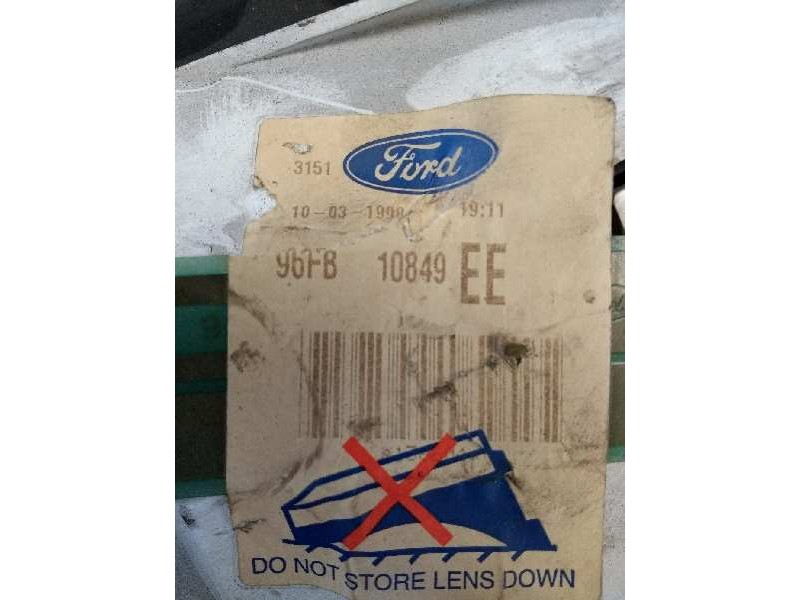 3151 Ford
10-03-1998 19:11
96FB 10849 EE
DO NOT STORE LENS DOWN